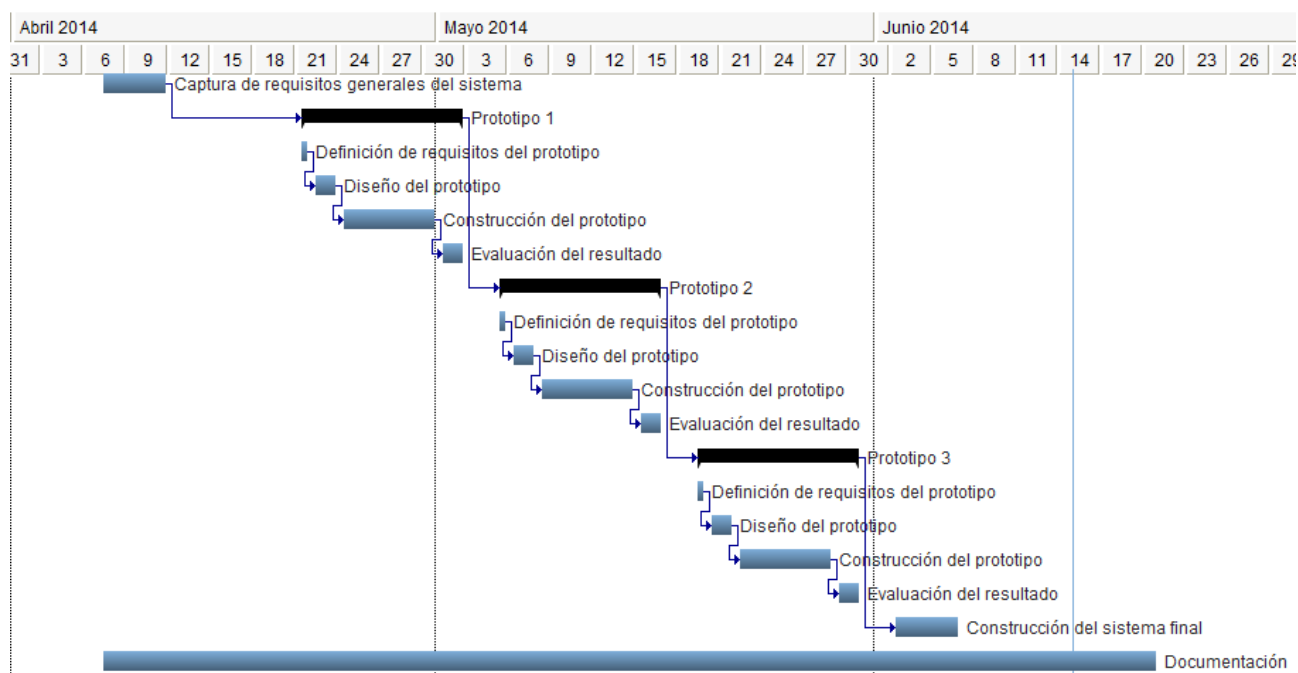 Abril 2014 Mayo 2014 Junio 2014
31 3 6 9 12 15 18 21 24 27 30 3 6 9 12 15 18 21 24 27 30 2 5 8 11 14 17 20 23 26 29
Captura de requisitos generales del sistema
Prototipo 1
Definición de requisitos del prototipo
Diseño del prototipo
Construcción del prototipo
Evaluación del resultado
Prototipo 2
Definición de requisitos del prototipo
Diseño del prototipo
Construcción del prototipo
Evaluación del resultado
Prototipo 3
Definición de requisitos del prototipo
Diseño del prototipo
Construcción del prototipo
Evaluación del resultado
Construcción del sistema final
Documentación